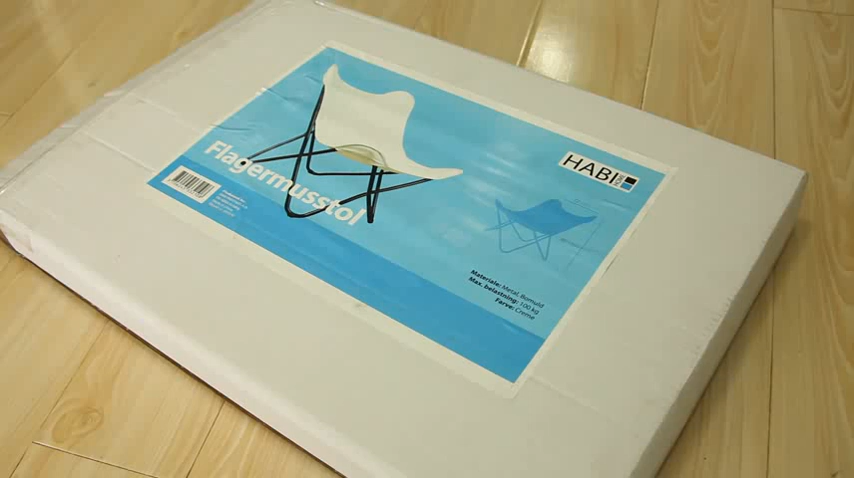 HABI
Flagermusstol
Materiale: Metal, Bomuld
Max. belastning: 100 kg
Farve: Creme